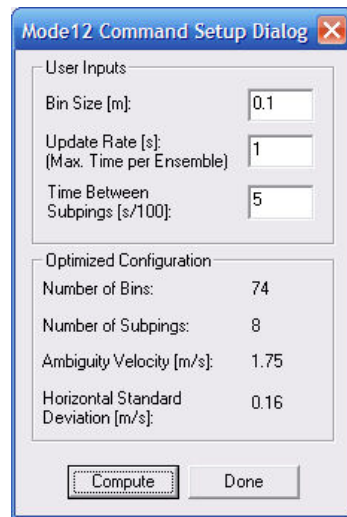 Mode12 Command Setup Dialog
User Inputs
Bin Size [m]: 0.1
Update Rate [s]: 1
(Max. Time per Ensemble)
Time Between
Subpings [s/100]: 5
Optimized Configuration
Number of Bins: 74
Number of Subpings: 8
Ambiguity Velocity [m/s]: 1.75
Horizontal Standard
Deviation [m/s]: 0.16
Compute Done